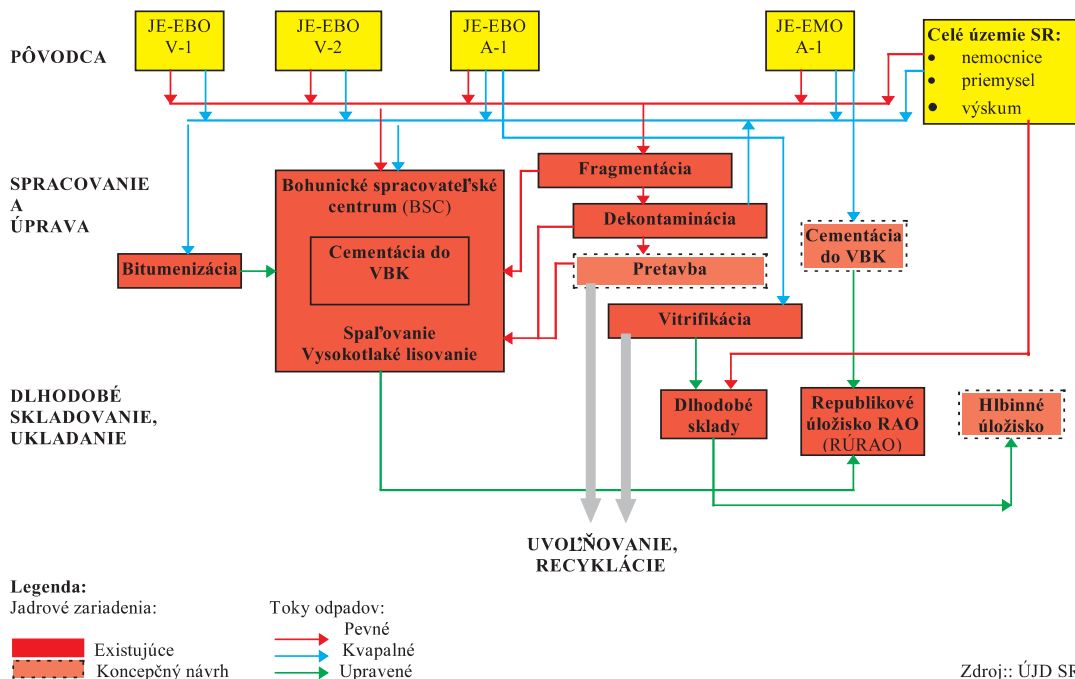 JE-EBO
V-1
JE-EBO
V-2
JE-EBO
A-1
JE-EMO
A-1
Celé územie SR:
• nemocnice
• priemysel
• výskum
PÔVODCA
SPRACOVANIE
A
ÚPRAVA
Bohunické spracovateľské
centrum (BSC)
Cementácia do
VBK
Spaľovanie
Vysokotlaké lisovanie
Bitumenizácia
Fragmentácia
Dekontaminácia
Pretavba
Vitrifikácia
Cementácia
do VBK
DLHODOBÉ
SKLADOVANIE,
UKLADANIE
Dlhodobé
sklady
Republikové
úložisko RAO
(RÚRAO)
Hlbinné
úložisko
UVOĽŇOVANIE,
RECYKLÁCIE
Legenda:
Jadrové zariadenia:
Existujúce
Koncepčný návrh
Toky odpadov:
Pevné
Kvapalné
Upravené
Zdroj:: ÚJD SR